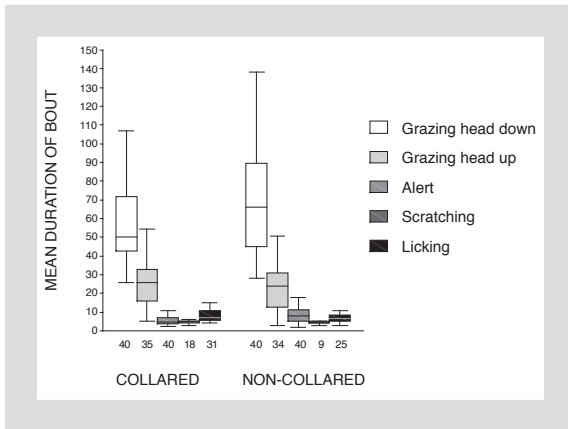 MEAN DURATION OF BOUT
150
140
130
120
110
100
90
80
70
60
50
40
30
20
10
0
40 35 40 18 31 40 34 40 9 25
COLLARED NON-COLLARED
Grazing head down
Grazing head up
Alert
Scratching
Licking